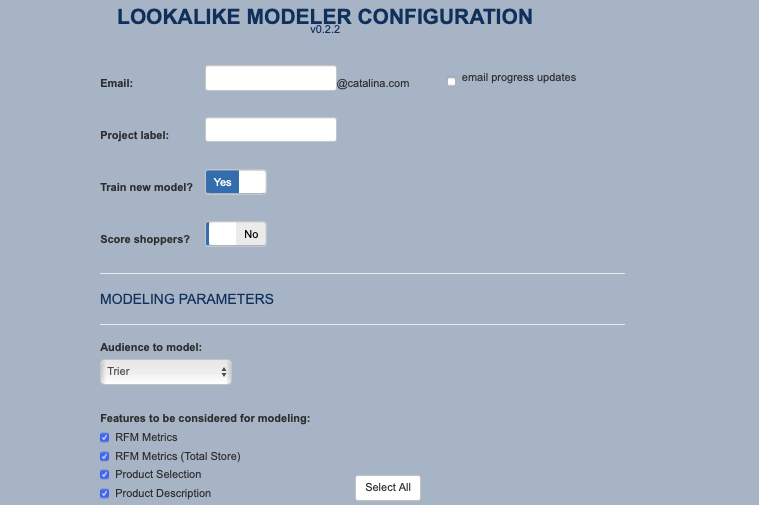 LOOKALIKE MODELER CONFIGURATION
v0.2.2
Email: @catalina.com email progress updates
Project label:
Train new model? Yes
Score shoppers? No
MODELING PARAMETERS
Audience to model:
Trier
Features to be considered for modeling:
RFM Metrics
RFM Metrics (Total Store)
Product Selection
Product Description
Select All